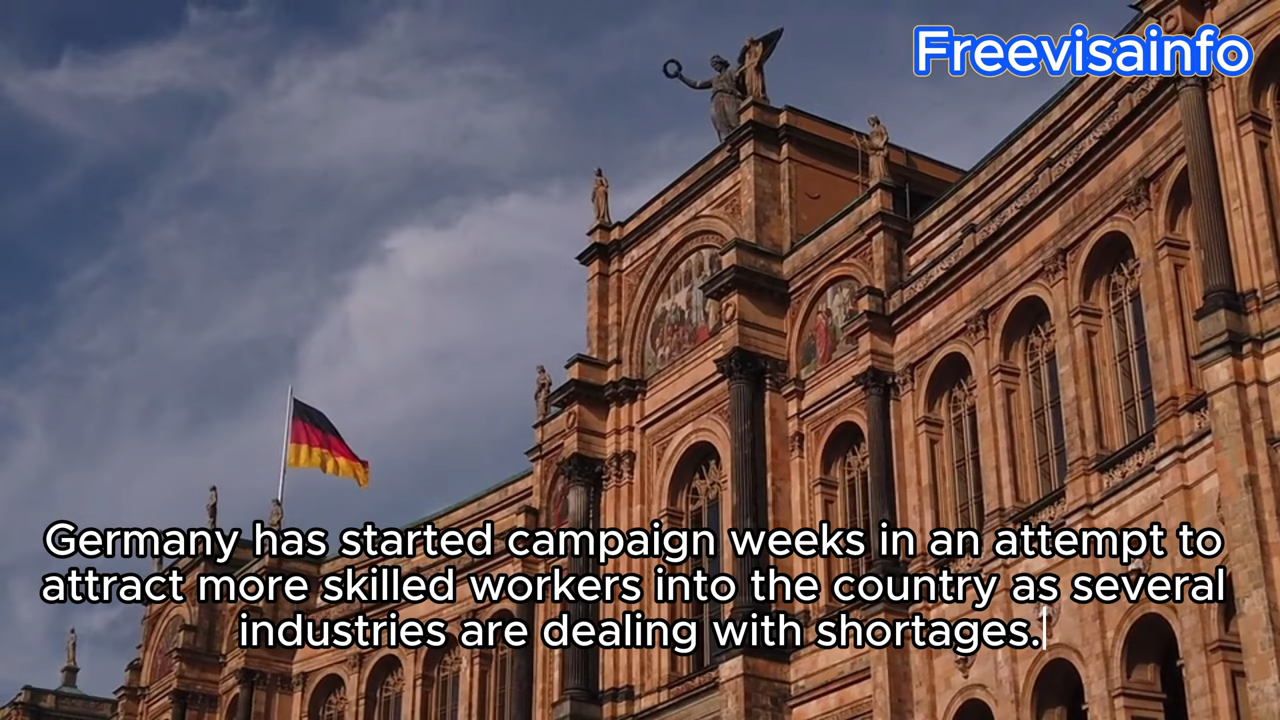 Freevisainfo
Germany has started campaign weeks in an attempt to
attract more skilled workers into the country as several
industries are dealing with shortages.